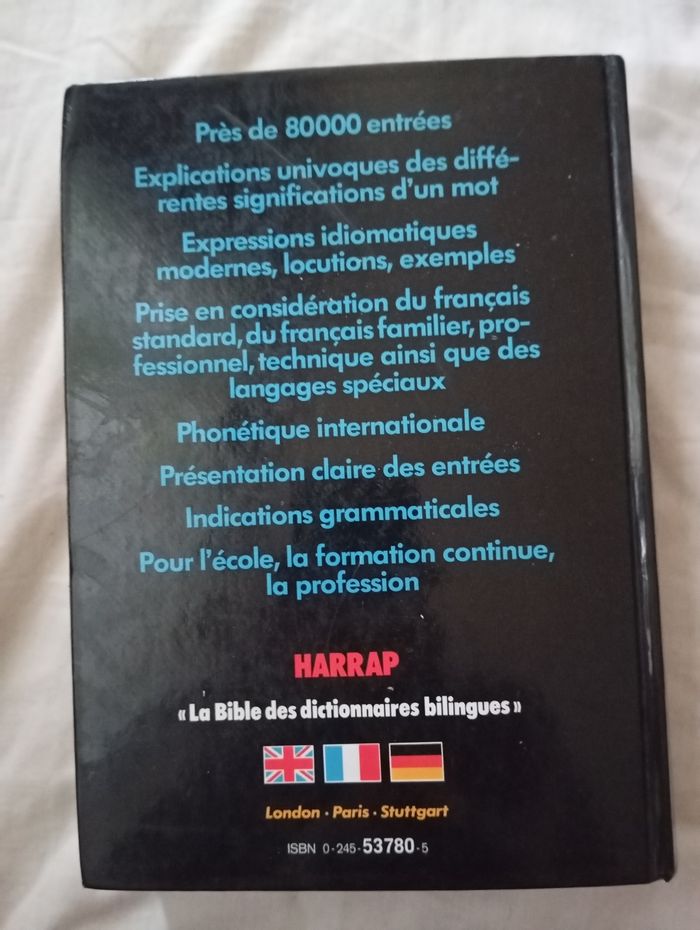 Près de 80000 entrées
Explications univoques des diffé-
rentes significations d'un mot
Expressions idiomatiques
modernes, locutions, exemples
Prise en considération du français
standard, du français familier, pro-
fessionnel, technique ainsi que des
langages spéciaux
Phonétique internationale
Présentation claire des entrées
Indications grammaticales
Pour l'école, la formation continue,
la profession
HARRAP
«La Bible des dictionnaires bilingues»
London · Paris · Stuttgart
ISBN 0-245-53780-5